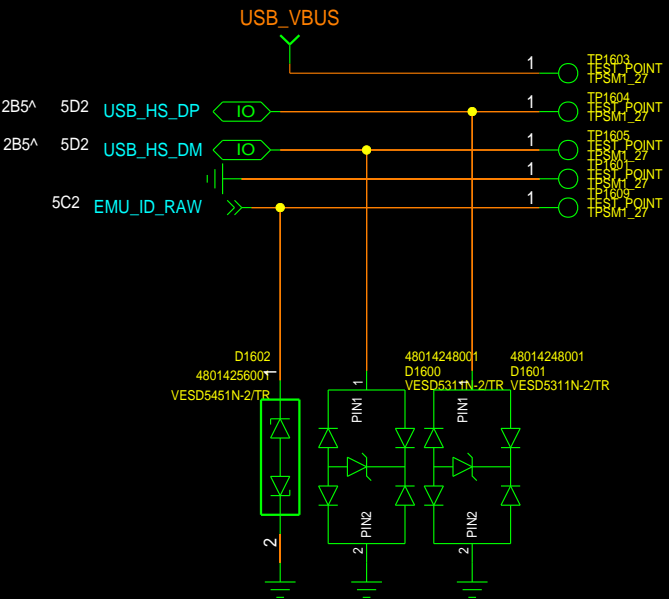 USB_VBUS
1
TP1603
TEST_POINT
TPSM1_27
2B5^ 5D2 USB_HS_DP IO
1
TP1604
TEST_POINT
TPSM1_27
2B5^ 5D2 USB_HS_DM IO
1
TP1605
TEST_POINT
TPSM1_27
1
TP1601
TEST_POINT
TPSM1_27
5C2 EMU_ID_RAW
1
TP1609
TEST_POINT
TPSM1_27
D1602
48014256001
VESD5451N-2/TR
1
2
48014248001
D1600
VESD5311N-2/TR
1
PIN1
PIN2
2
48014248001
D1601
VESD5311N-2/TR
1
PIN1
PIN2
2